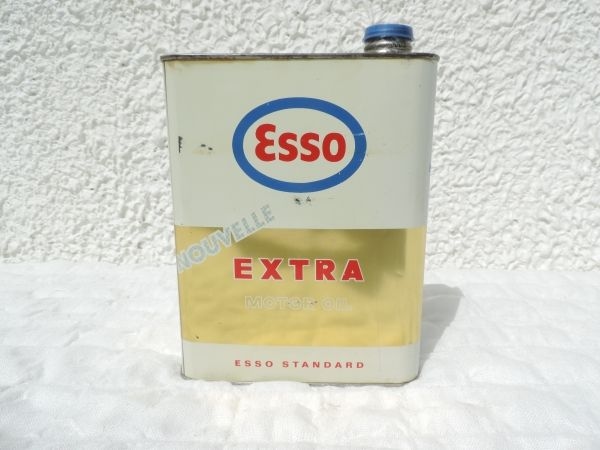 Esso
NOUVELLE
EXTRA
MOTOR OIL
ESSO STANDARD